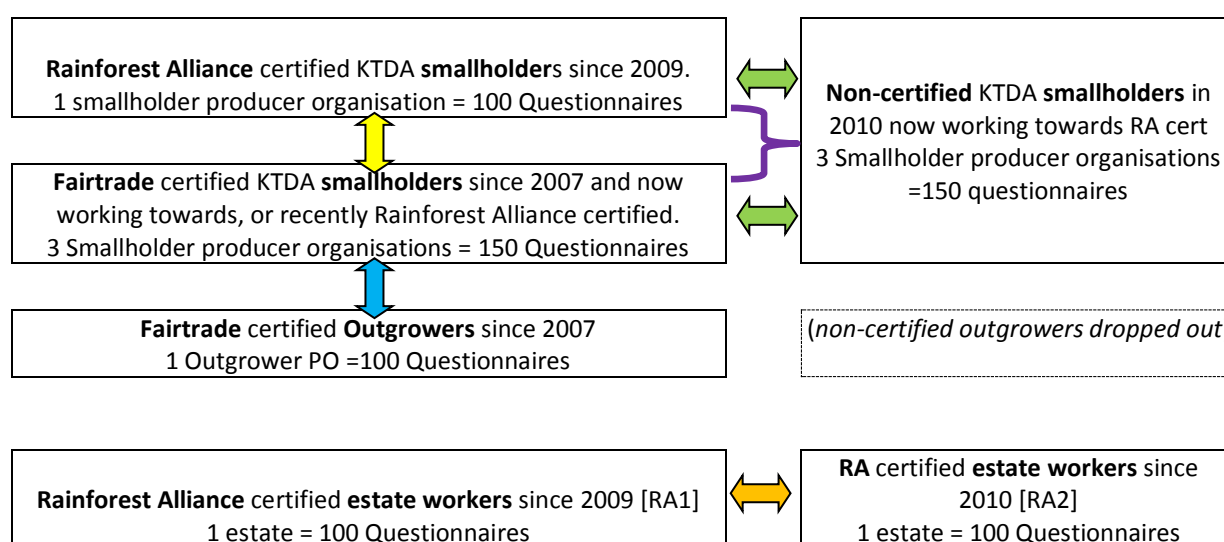 Rainforest Alliance certified KTDA smallholders since 2009.
1 smallholder producer organisation = 100 Questionnaires
Non-certified KTDA smallholders in
2010 now working towards RA cert
3 Smallholder producer organisations
=150 questionnaires
Fairtrade certified KTDA smallholders since 2007 and now
working towards, or recently Rainforest Alliance certified.
3 Smallholder producer organisations = 150 Questionnaires
Fairtrade certified Outgrowers since 2007
1 Outgrower PO =100 Questionnaires
(non-certified outgrowers dropped out
Rainforest Alliance certified estate workers since 2009 [RA1]
1 estate = 100 Questionnaires
RA certified estate workers since
2010 [RA2]
1 estate = 100 Questionnaires